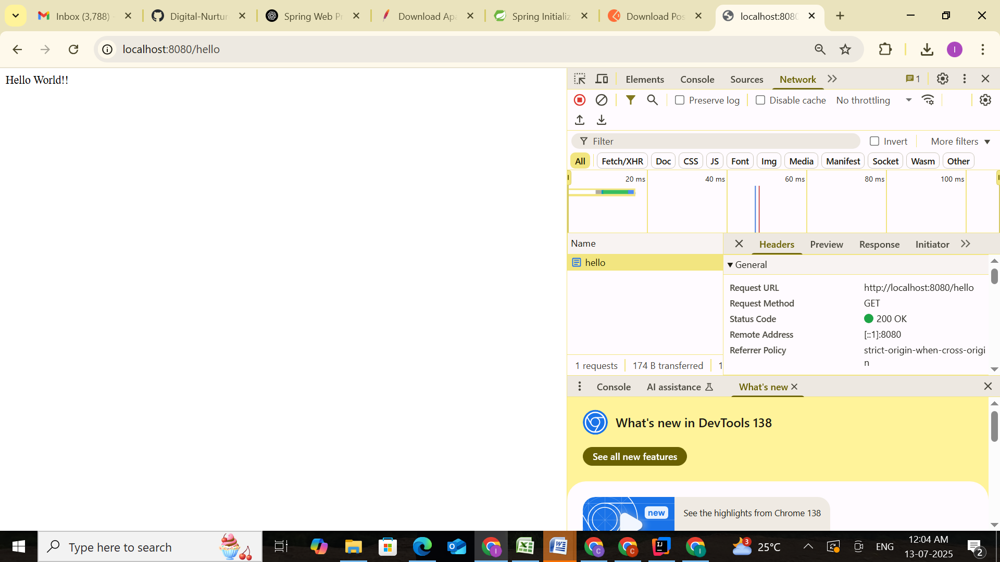 Inbox (3,788) -
Digital-Nurtur
Spring Web Pr
Download Apa
Spring Initializ
Download Pos
localhost:8080
localhost:8080/hello
I
Hello World!!
Elements Console Sources Network 1
Preserve log Disable cache No throttling
Filter Invert More filters
All Fetch/XHR Doc CSS JS Font Img Media Manifest Socket Wasm Other
20 ms 40 ms 60 ms 80 ms 100 ms
Name
hello
1 requests 174 B transferred 1
Headers Preview Response Initiator
General
Request URL http://localhost:8080/hello
Request Method GET
Status Code 200 OK
Remote Address [::1]:8080
Referrer Policy strict-origin-when-cross-origi
n
Console AI assistance What's new
What's new in DevTools 138
See all new features
new
See the highlights from Chrome 138
Type here to search
I
C
C
IJ
I
3
25°C
ENG
12:04 AM
13-07-2025
2